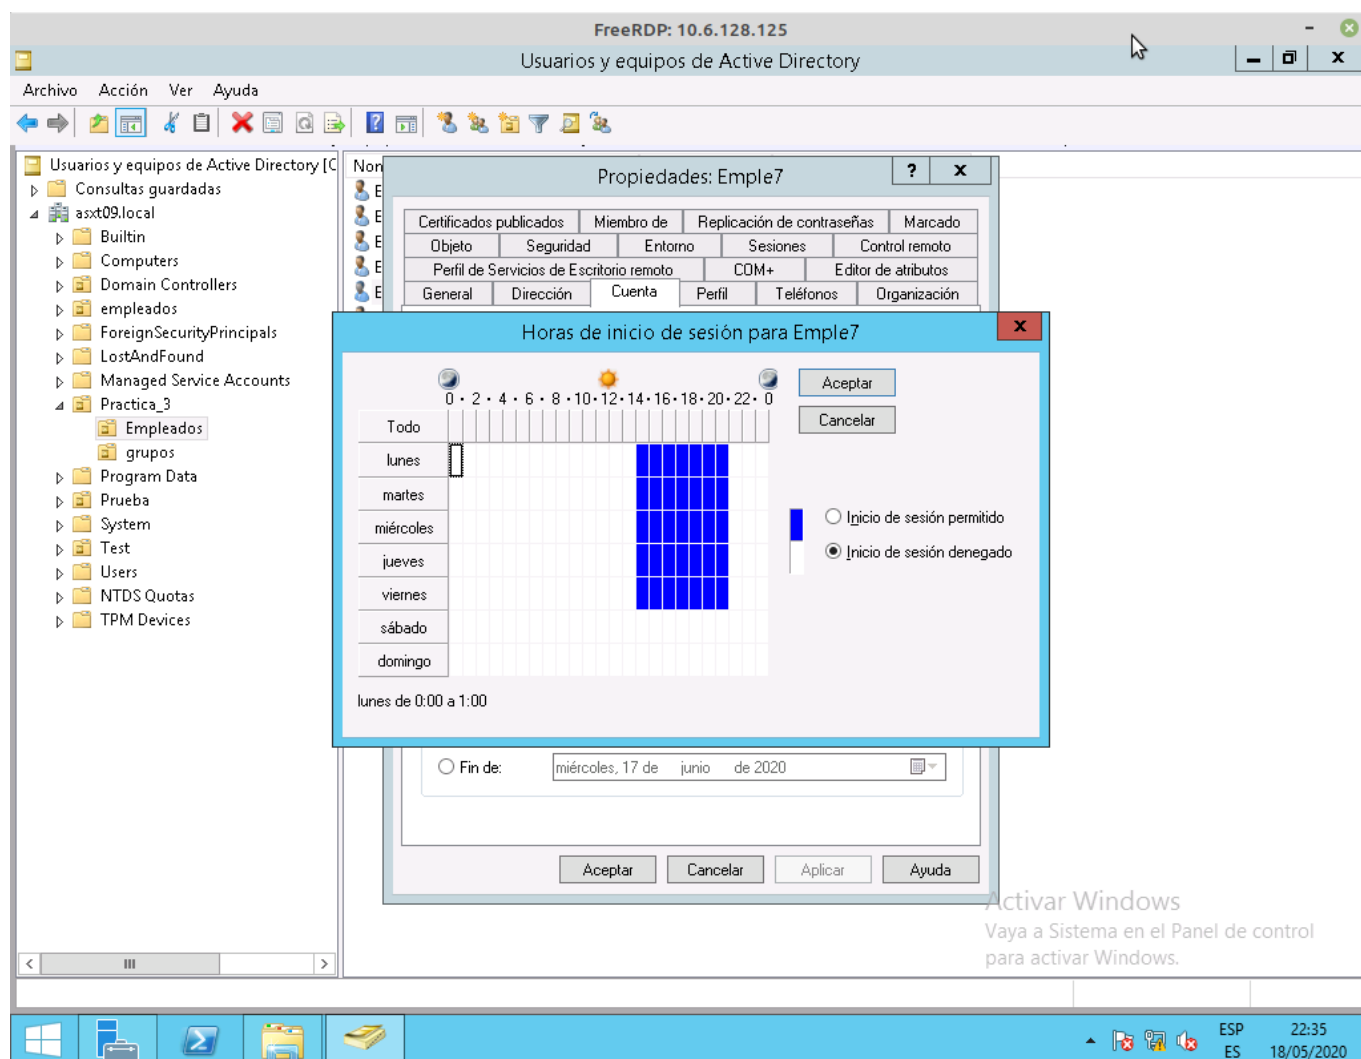 FreeRDP: 10.6.128.125
Usuarios y equipos de Active Directory
Archivo Acción Ver Ayuda
Usuarios y equipos de Active Directory [C
Consultas guardadas
asxt09.local
Builtin
Computers
Domain Controllers
empleados
ForeignSecurityPrincipals
LostAndFound
Managed Service Accounts
Practica_3
Empleados
grupos
Program Data
Prueba
System
Test
Users
NTDS Quotas
TPM Devices
Non
E
E
E
E
E
Propiedades: Emple7
? x
Certificados publicados Miembro de Replicación de contraseñas Marcado
Objeto Seguridad Entorno Sesiones Control remoto
Perfil de Servicios de Escritorio remoto COM+ Editor de atributos
General Dirección Cuenta Perfil Teléfonos Organización
Horas de inicio de sesión para Emple7
0 · 2 · 4 · 6 · 8 · 10 · 12 · 14 · 16 · 18 · 20 · 22 · 0
Todo
lunes
martes
miércoles
jueves
viernes
sábado
domingo
Aceptar
Cancelar
Inicio de sesión permitido
Inicio de sesión denegado
lunes de 0:00 a 1:00
Fin de: miércoles, 17 de junio de 2020
Aceptar Cancelar Aplicar Ayuda
Activar Windows
Vaya a Sistema en el Panel de control
para activar Windows.
ESP 22:35
ES 18/05/2020